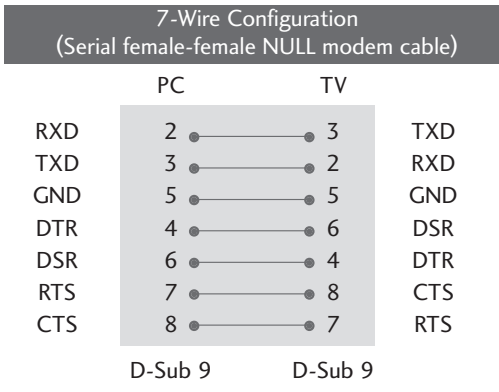 7-Wire Configuration
(Serial female-female NULL modem cable)
PC TV
RXD 2 3 TXD
TXD 3 2 RXD
GND 5 5 GND
DTR 4 6 DSR
DSR 6 4 DTR
RTS 7 8 CTS
CTS 8 7 RTS
D-Sub 9 D-Sub 9